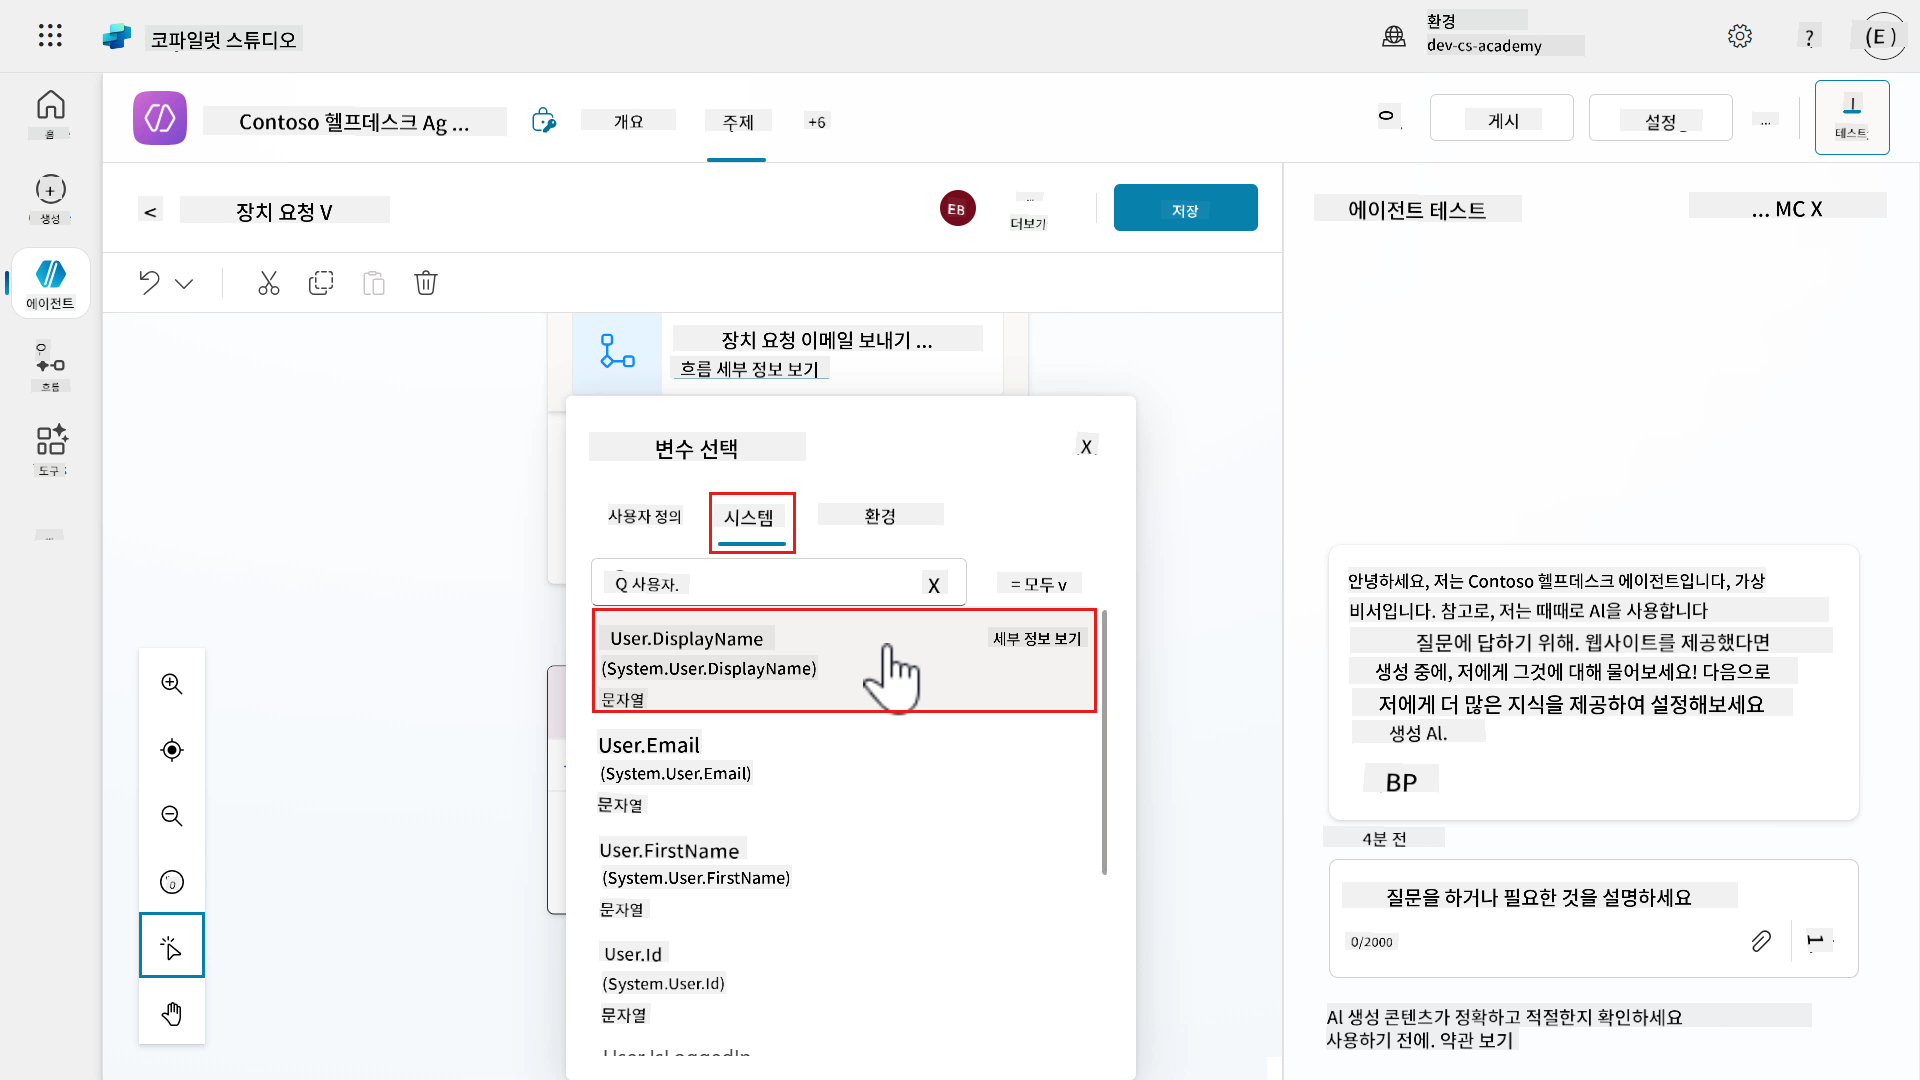 코파일럿 스튜디오
환경
dev-cs-academy
?
(E )
홈
생성
에이전트
흐름
도구
Contoso 헬프데스크 Ag ...
개요
주제
+6
게시
설정
...
테스트
<
장치 요청 V
EB
더보기
저장
에이전트 테스트
... MC X
장치 요청 이메일 보내기 ...
흐름 세부 정보 보기
변수 선택
X
사용자 정의
시스템
환경
Q 사용자.
X
= 모두 v
User.DisplayName
세부 정보 보기
(System.User.DisplayName)
문자열
User.Email
(System.User.Email)
문자열
User.FirstName
(System.User.FirstName)
문자열
User.Id
(System.User.Id)
문자열
안녕하세요, 저는 Contoso 헬프데스크 에이전트입니다, 가상
비서입니다. 참고로, 저는 때때로 AI을 사용합니다
질문에 답하기 위해. 웹사이트를 제공했다면
생성 중에, 저에게 그것에 대해 물어보세요! 다음으로
저에게 더 많은 지식을 제공하여 설정해보세요
생성 AI.
BP
4분 전
질문을 하거나 필요한 것을 설명하세요
0/2000
AI 생성 콘텐츠가 정확하고 적절한지 확인하세요
사용하기 전에. 약관 보기